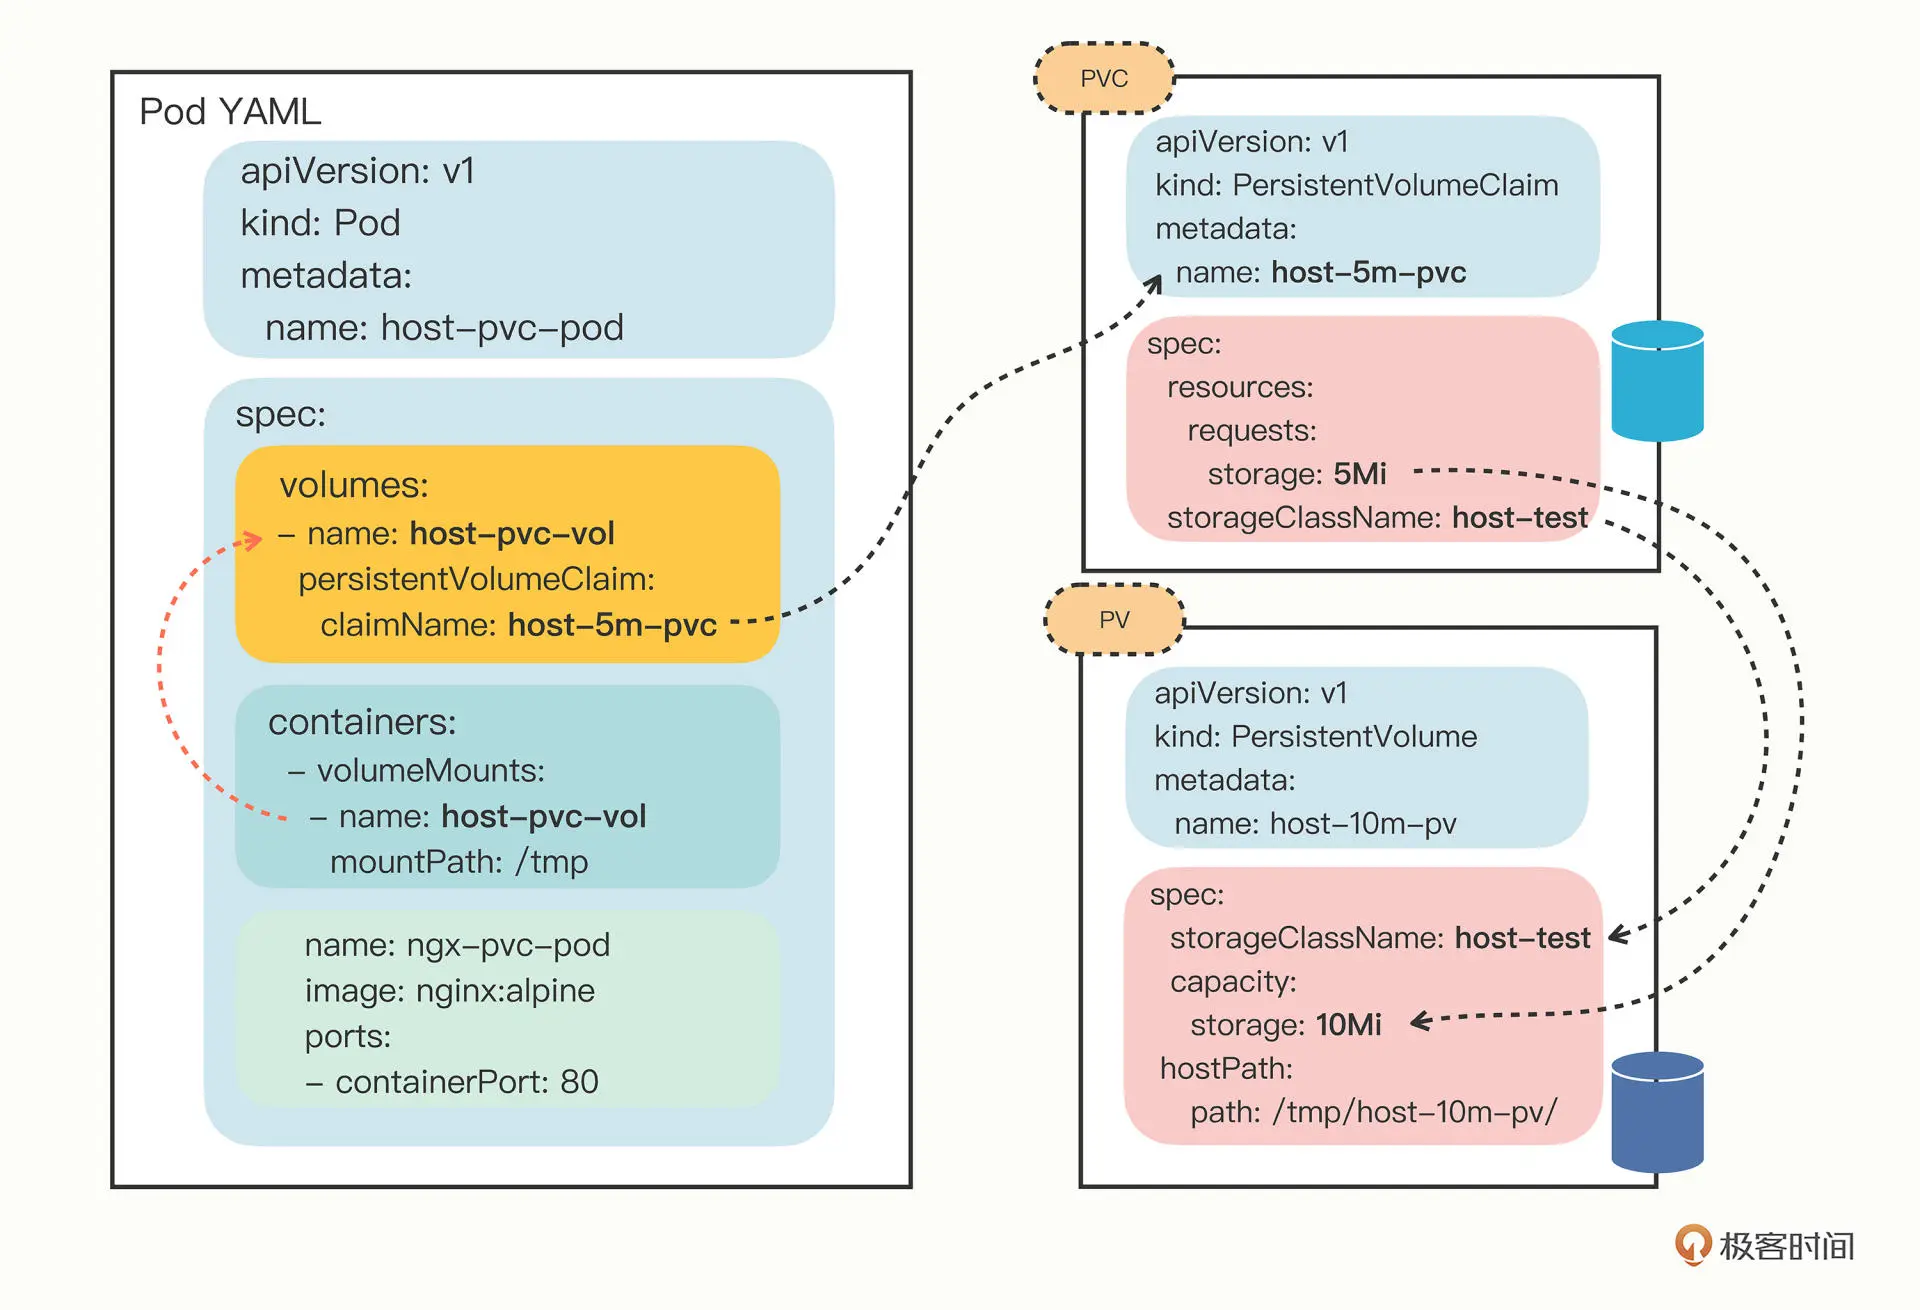 Pod YAML
apiVersion: v1
kind: Pod
metadata:
name: host-pvc-pod
spec:
volumes:
- name: host-pvc-vol
persistentVolumeClaim:
claimName: host-5m-pvc
containers:
- volumeMounts:
- name: host-pvc-vol
mountPath: /tmp
name: ngx-pvc-pod
image: nginx:alpine
ports:
- containerPort: 80
PVC
apiVersion: v1
kind: PersistentVolumeClaim
metadata:
name: host-5m-pvc
spec:
resources:
requests:
storage: 5Mi
storageClassName: host-test
PV
apiVersion: v1
kind: PersistentVolume
metadata:
name: host-10m-pv
spec:
storageClassName: host-test
capacity:
storage: 10Mi
hostPath:
path: /tmp/host-10m-pv/
极客时间